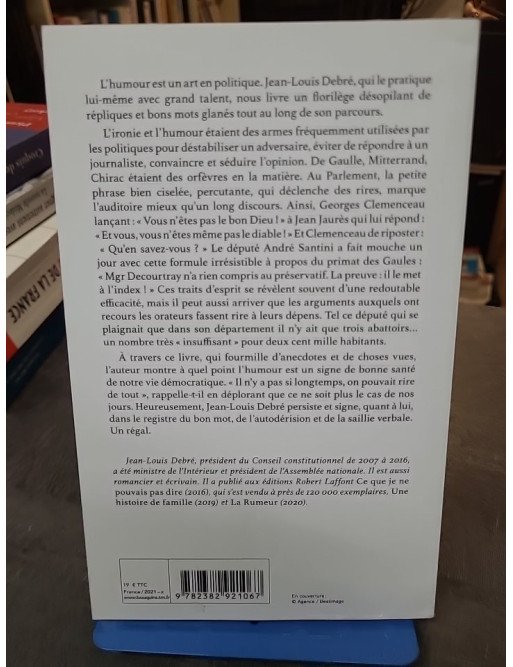 L'humour est un art en politique. Jean-Louis Debré, qui le pratique
lui-même avec grand talent, nous livre un florilège désopilant de
répliques et bons mots glanés tout au long de son parcours.
L'ironie et l'humour étaient des armes fréquemment utilisées par
les politiques pour déstabiliser un adversaire, éviter de répondre à un
journaliste, convaincre et séduire l'opinion. De Gaulle, Mitterrand,
Chirac étaient des orfèvres en la matière. Au Parlement, la petite
phrase bien ciselée, percutante, qui déclenche des rires, marque
l'auditoire mieux qu'un long discours. Ainsi, Georges Clemenceau
lançant : « Vous n'êtes pas le bon Dieu ! » à Jean Jaurès qui lui répond :
« Et vous, vous n'êtes même pas le diable ! » Et Clemenceau de riposter :
« Qu'en savez-vous ? » Le député André Santini a fait mouche un
jour avec cette formule irrésistible à propos du primat des Gaules :
« Mgr Decourtray n'a rien compris au préservatif. La preuve : il le met
à l'index ! » Ces traits d'esprit se révèlent souvent d'une redoutable
efficacité, mais il peut aussi arriver que les arguments auxquels ont
recours les orateurs fassent rire à leurs dépens. Tel ce député qui se
plaignait que dans son département il n'y ait que trois abattoirs...
un nombre très « insuffisant » pour deux cent mille habitants.
À travers ce livre, qui fourmille d'anecdotes et de choses vues,
l'auteur montre à quel point l'humour est un signe de bonne santé
de notre vie démocratique. « Il n'y a pas si longtemps, on pouvait rire
de tout », rappelle-t-il en déplorant que ce ne soit plus le cas de nos
jours. Heureusement, Jean-Louis Debré persiste et signe, quant à lui,
dans le registre du bon mot, de l'autodérision et de la saillie verbale.
Un régal.
Jean-Louis Debré, président du Conseil constitutionnel de 2007 à 2016,
a été ministre de l'Intérieur et président de l'Assemblée nationale. Il est aussi
romancier et écrivain. Il a publié aux éditions Robert Laffont Ce que je ne
pouvais pas dire (2016), qui s'est vendu à près de 120 000 exemplaires, Une
histoire de famille (2019) et La Rumeur (2020).
19 € TTC
France / 2021-x
www.bouquins.tm.fr
9 782382 921067
En couverture :
© Agence / Bestimage
DE LA FRANCE